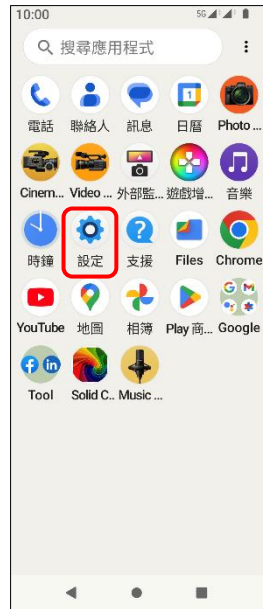 10:00 5G
搜尋應用程式
電話 聯絡人 訊息 日曆 Photo ...
Cinem... Video ... 外部監... 遊戲增... 音樂
時鐘 設定 支援 Files Chrome
YouTube 地圖 相簿 Play 商... Google
Tool Solid C.. Music ...